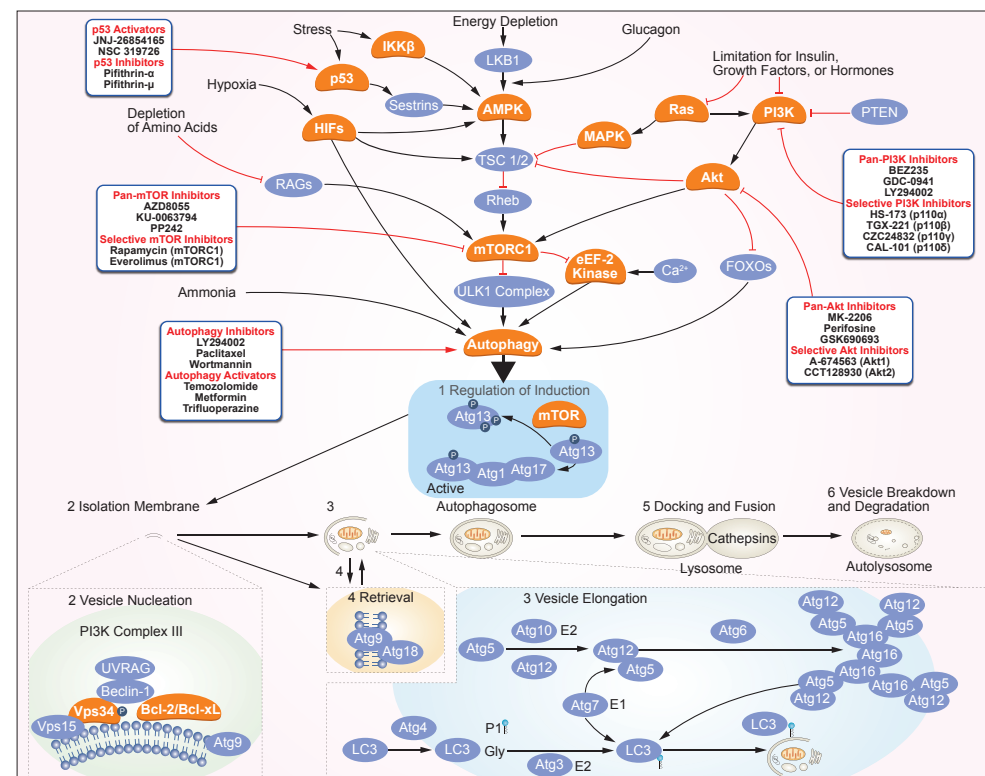 p53 Activators
JNJ-26854165
NSC 319726
p53 Inhibitors
Pifithrin-α
Pifithrin-μ
Stress
IKKβ
p53
Sestrins
Energy Depletion
LKB1
Glucagon
AMPK
Hypoxia
HIFs
Depletion
of Amino Acids
RAGs
TSC 1/2
Rheb
Limitation for Insulin,
Growth Factors, or Hormones
Ras
PI3K
PTEN
MAPK
Akt
Pan-PI3K Inhibitors
BEZ235
GDC-0941
LY294002
Selective PI3K Inhibitors
HS-173 (p110α)
TGX-221 (p110β)
CZC24832 (p110γ)
CAL-101 (p110δ)
Pan-mTOR Inhibitors
AZD8055
KU-0063794
PP242
Selective mTOR Inhibitors
Rapamycin (mTORC1)
Everolimus (mTORC1)
mTORC1
eEF-2
Kinase
Ca²⁺
FOXOs
ULK1 Complex
Ammonia
Pan-Akt Inhibitors
MK-2206
Perifosine
GSK690693
Selective Akt Inhibitors
A-674563 (Akt1)
CCT128930 (Akt2)
Autophagy Inhibitors
LY294002
Paclitaxel
Wortmannin
Autophagy Activators
Temozolomide
Metformin
Trifluoperazine
Autophagy
1 Regulation of Induction
P
Atg13
P
P
mTOR
P
Atg13
P
Atg13
Atg1
Atg17
Active
2 Isolation Membrane
3
Autophagosome
5 Docking and Fusion
Cathepsins
Lysosome
6 Vesicle Breakdown
and Degradation
Autolysosome
4
4 Retrieval
Atg9
Atg18
2 Vesicle Nucleation
PI3K Complex III
UVRAG
Beclin-1
Vps34
P
Bcl-2/Bcl-xL
Vps15
Atg9
3 Vesicle Elongation
Atg5
Atg10
E2
Atg12
Atg12
Atg5
Atg6
Atg7
E1
Atg12
Atg5
Atg12
Atg5
Atg16
Atg16
Atg16
Atg5
Atg12
Atg16
Atg5
Atg12
LC3
Atg4
LC3
P1
Gly
Atg3
E2
LC3
LC3